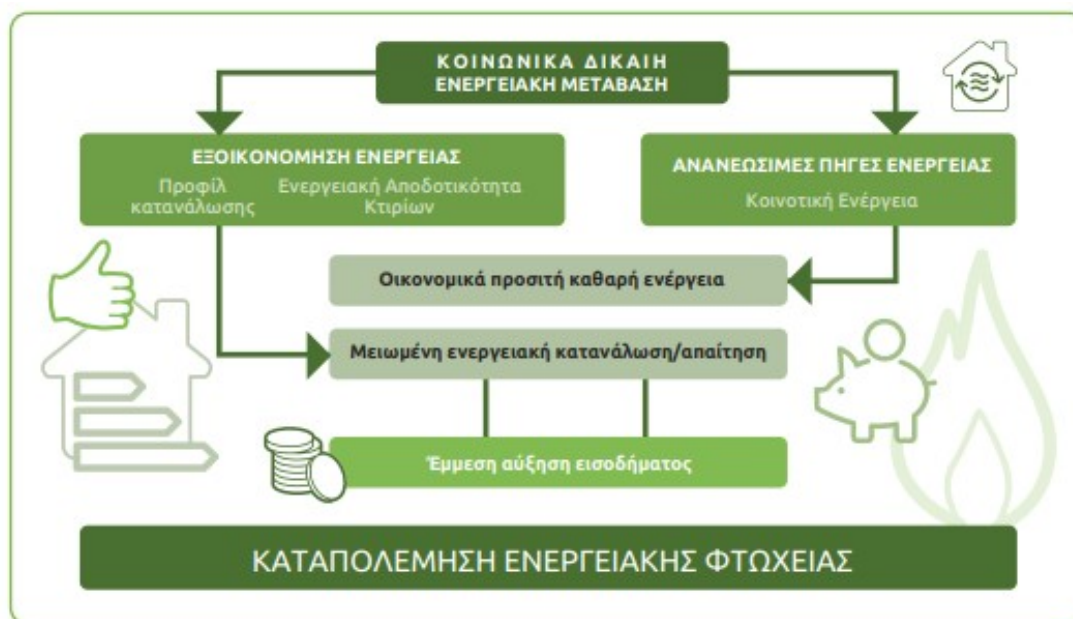 ΚΟΙΝΩΝΙΚΑ ΔΙΚΑΙΗ
ΕΝΕΡΓΕΙΑΚΗ ΜΕΤΑΒΑΣΗ
ΕΞΟΙΚΟΝΟΜΗΣΗ ΕΝΕΡΓΕΙΑΣ
Προφίλ
κατανάλωσης
Ενεργειακή Αποδοτικότητα
Κτιρίων
ΑΝΑΝΕΩΣΙΜΕΣ ΠΗΓΕΣ ΕΝΕΡΓΕΙΑΣ
Κοινοτική Ενέργεια
Οικονομικά προσιτή καθαρή ενέργεια
Μειωμένη ενεργειακή κατανάλωση/απαίτηση
Έμμεση αύξηση εισοδήματος
ΚΑΤΑΠΟΛΕΜΗΣΗ ΕΝΕΡΓΕΙΑΚΗΣ ΦΤΩΧΕΙΑΣ